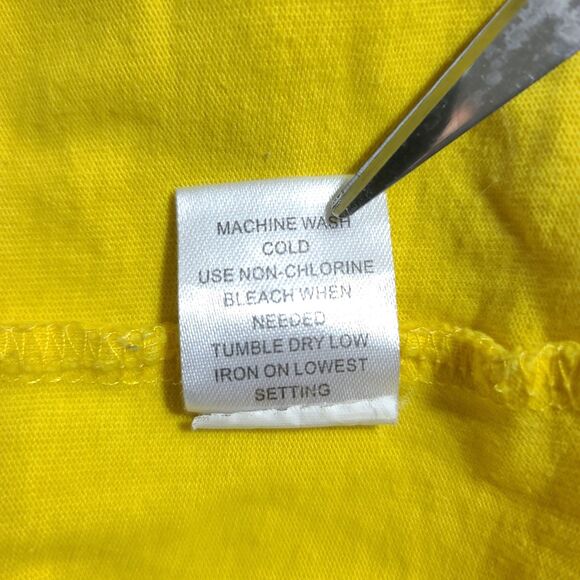 MACHINE WASH
COLD
USE NON-CHLORINE
BLEACH WHEN
NEEDED
TUMBLE DRY LOW
IRON ON LOWEST
SETTING